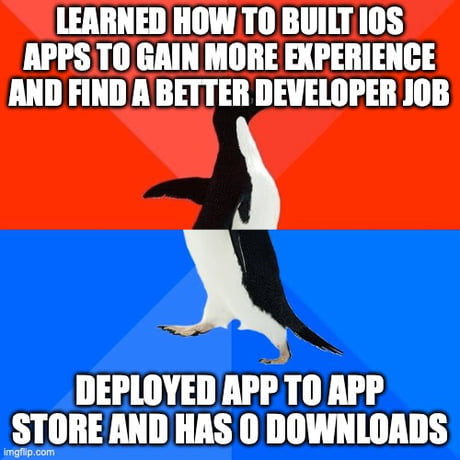 LEARNED HOW TO BUILT IOS
APPS TO GAIN MORE EXPERIENCE
AND FIND A BETTER DEVELOPER JOB
DEPLOYED APP TO APP
STORE AND HAS 0 DOWNLOADS
imgflip.com